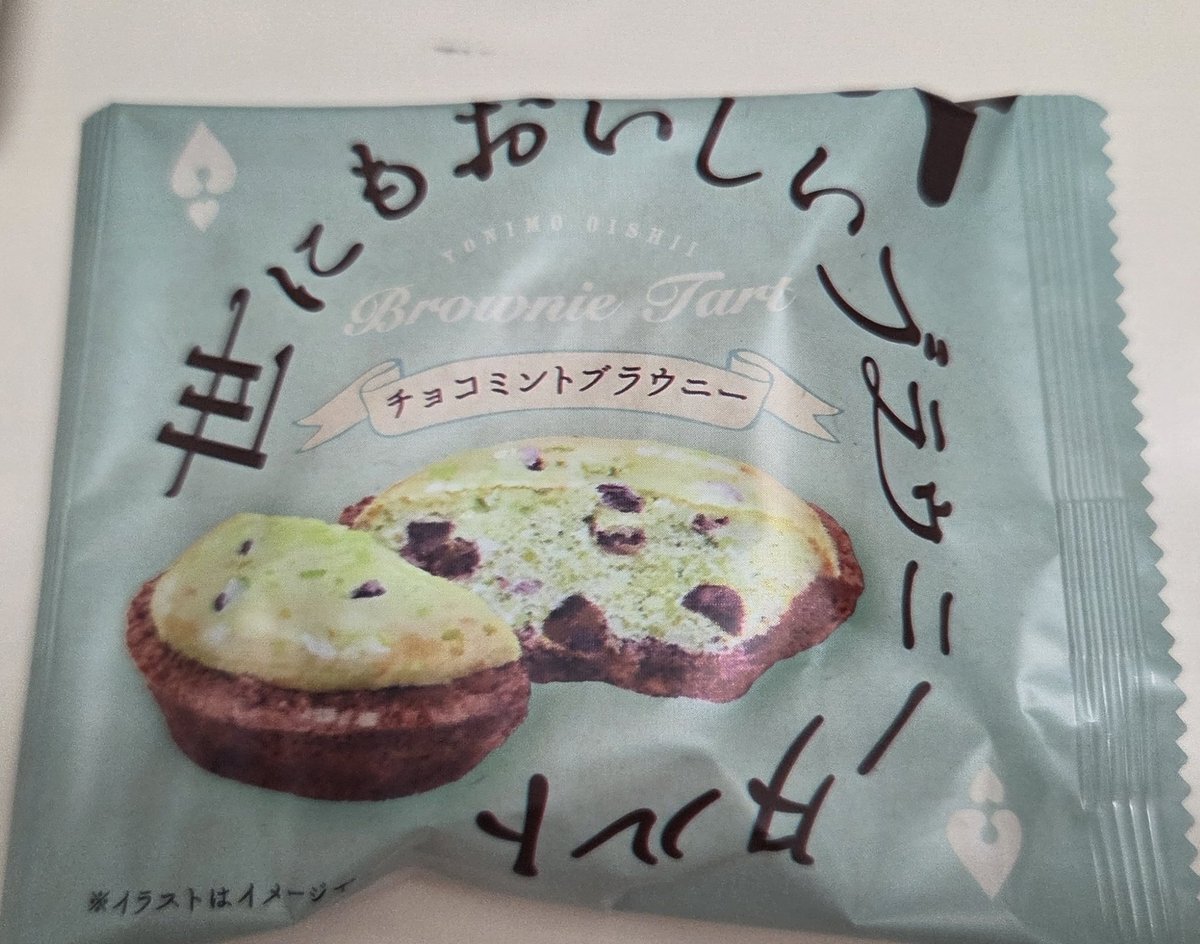 世にもおいしいブラウニータルト
YONIMO OISHII
Brownie Tart
チョコミントブラウニー
※イラストはイメージ